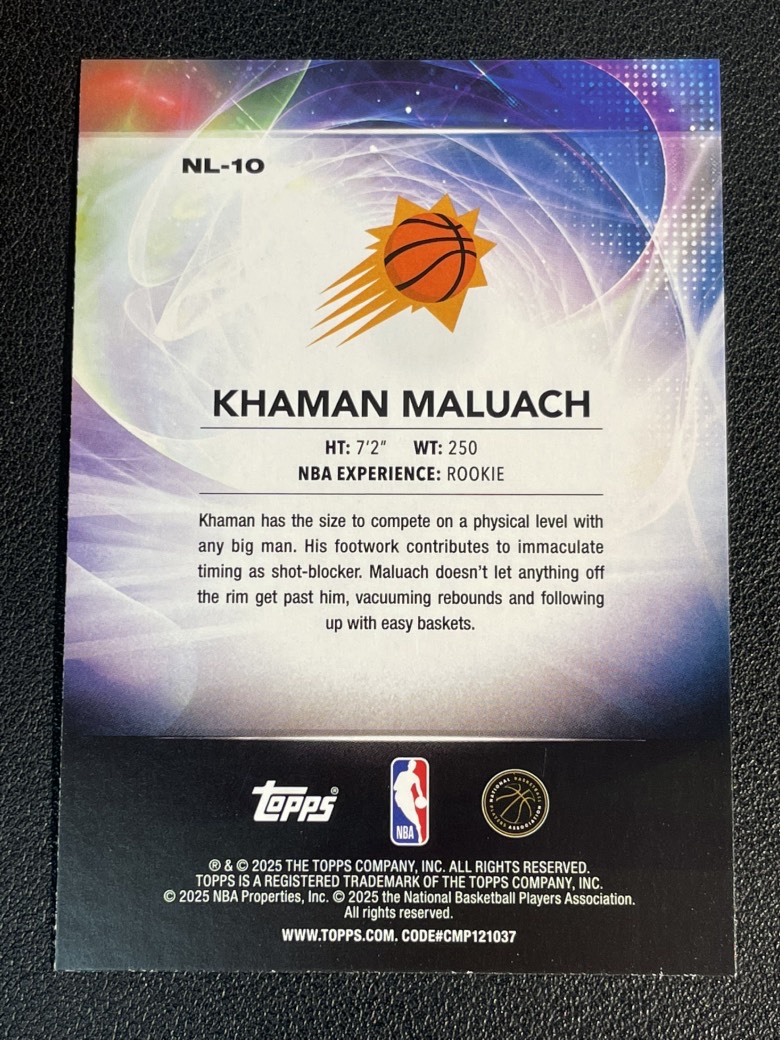 NL-10
KHAMAN MALUACH
HT: 7'2" WT: 250
NBA EXPERIENCE: ROOKIE
Khaman has the size to compete on a physical level with
any big man. His footwork contributes to immaculate
timing as shot-blocker. Maluach doesn't let anything off
the rim get past him, vacuuming rebounds and following
up with easy baskets.
topps®
NBA
NATIONAL BASKETBALL PLAYERS ASSOCIATION
® & © 2025 THE TOPPS COMPANY, INC. ALL RIGHTS RESERVED.
TOPPS IS A REGISTERED TRADEMARK OF THE TOPPS COMPANY, INC.
© 2025 NBA Properties, Inc. © 2025 the National Basketball Players Association.
All rights reserved.
WWW.TOPPS.COM. CODE#CMP121037